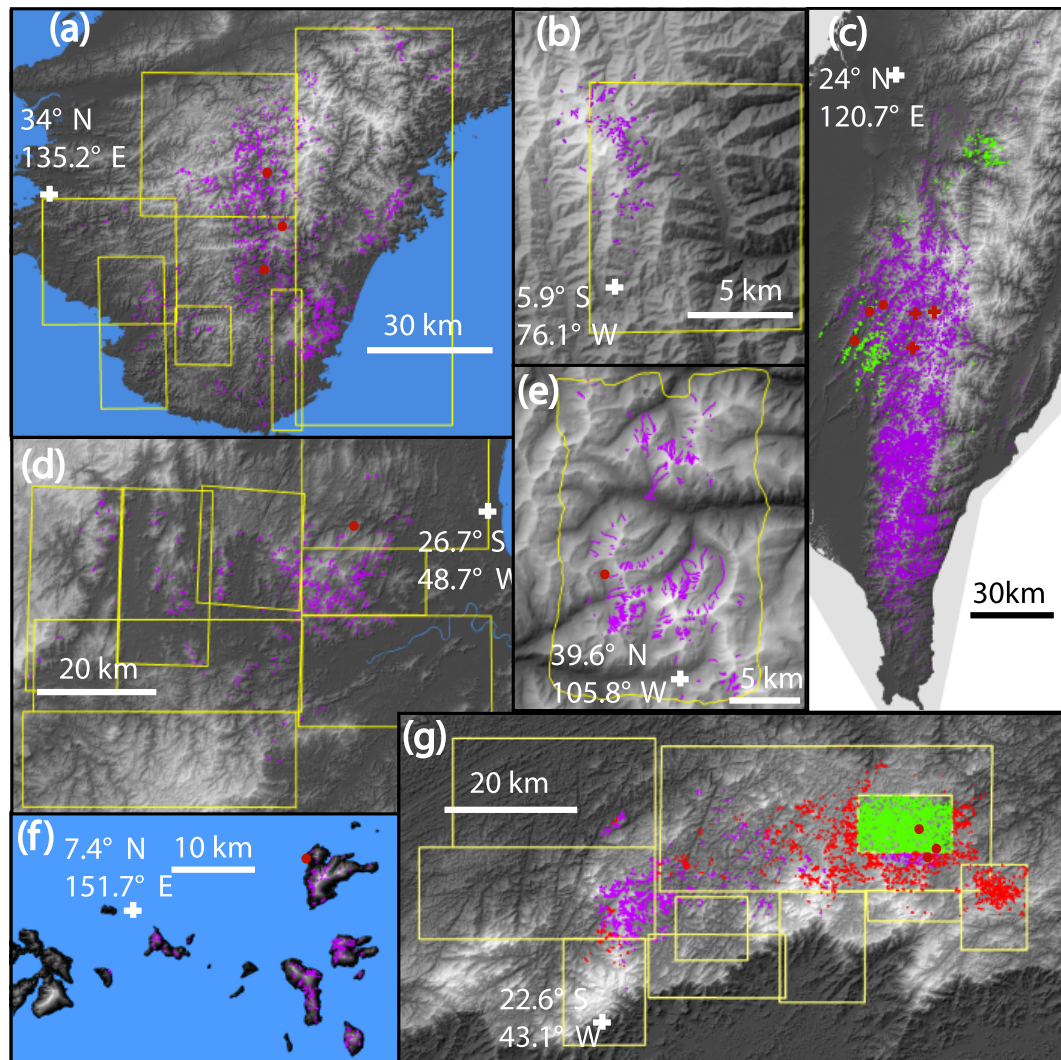 (a)
34° N
135.2° E
30 km
(b)
5.9° S
76.1° W
5 km
(c)
24° N
120.7° E
30km
(d)
26.7° S
48.7° W
20 km
(e)
39.6° N
105.8° W
5 km
(f)
7.4° N
151.7° E
10 km
(g)
20 km
22.6° S
43.1° W